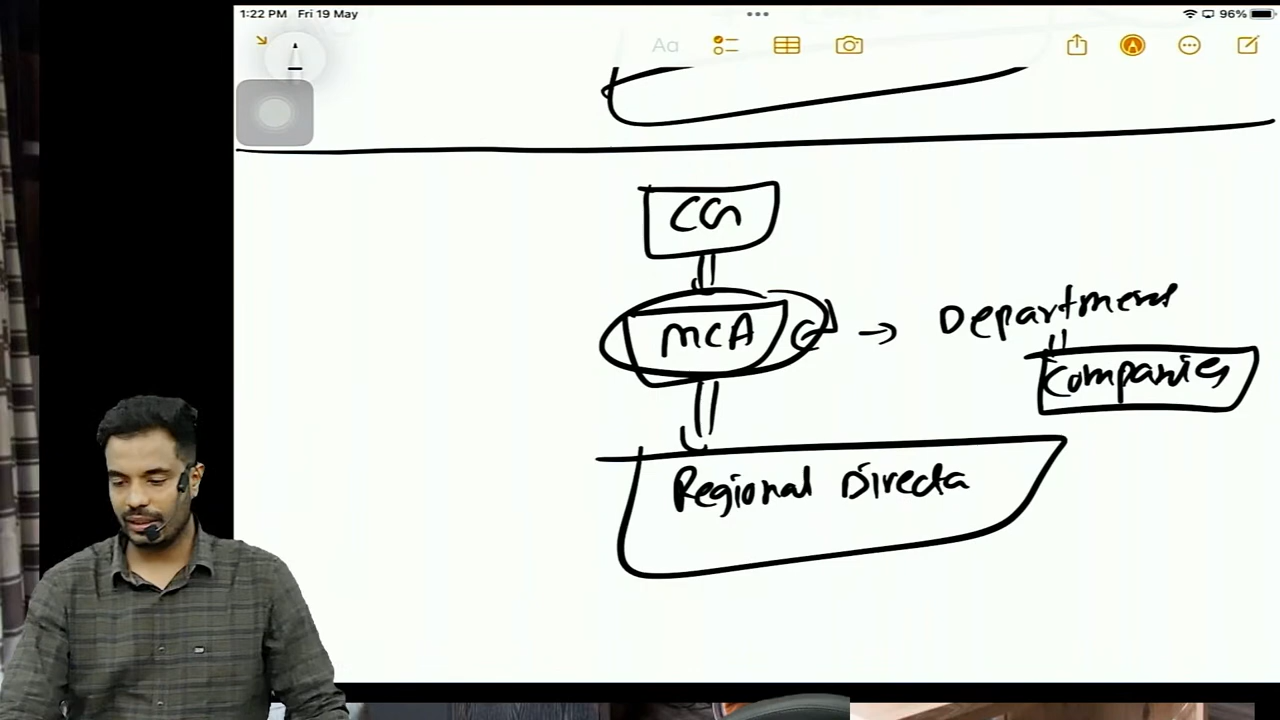 1:22 PM Fri 19 May
96%
Aa
CG
MCA
→ Department
Companies
Regional Directa